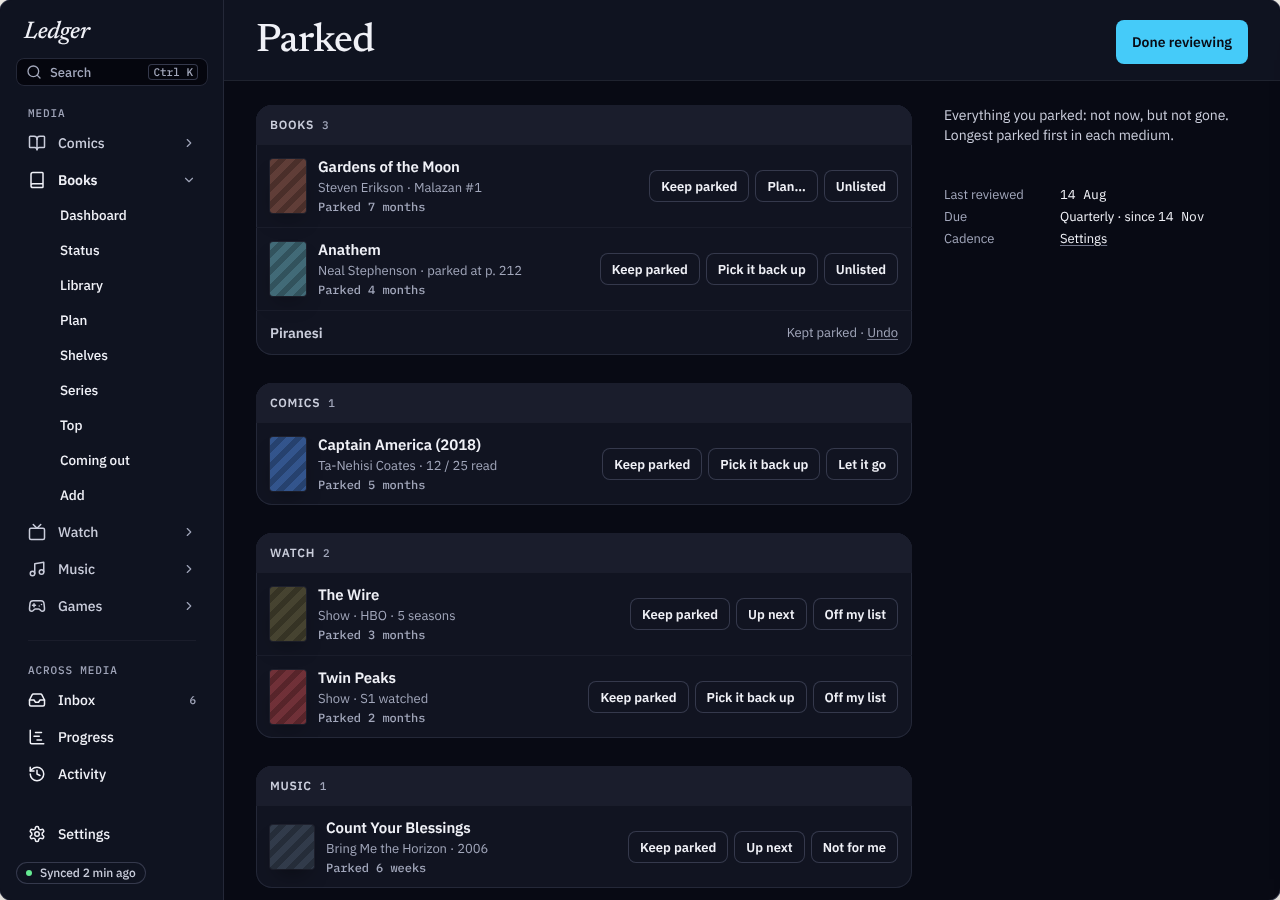 Ledger
Search Ctrl K
MEDIA
Comics
Books
Dashboard
Status
Library
Plan
Shelves
Series
Top
Coming out
Add
Watch
Music
Games
ACROSS MEDIA
Inbox 6
Progress
Activity
Settings
Synced 2 min ago
Parked
Done reviewing
BOOKS 3
Gardens of the Moon
Steven Erikson · Malazan #1
Parked 7 months
Keep parked Plan… Unlisted
Anathem
Neal Stephenson · parked at p. 212
Parked 4 months
Keep parked Pick it back up Unlisted
Piranesi
Kept parked · Undo
COMICS 1
Captain America (2018)
Ta-Nehisi Coates · 12 / 25 read
Parked 5 months
Keep parked Pick it back up Let it go
WATCH 2
The Wire
Show · HBO · 5 seasons
Parked 3 months
Keep parked Up next Off my list
Twin Peaks
Show · S1 watched
Parked 2 months
Keep parked Pick it back up Off my list
MUSIC 1
Count Your Blessings
Bring Me the Horizon · 2006
Parked 6 weeks
Keep parked Up next Not for me
Everything you parked: not now, but not gone.
Longest parked first in each medium.
Last reviewed 14 Aug
Due Quarterly · since 14 Nov
Cadence Settings